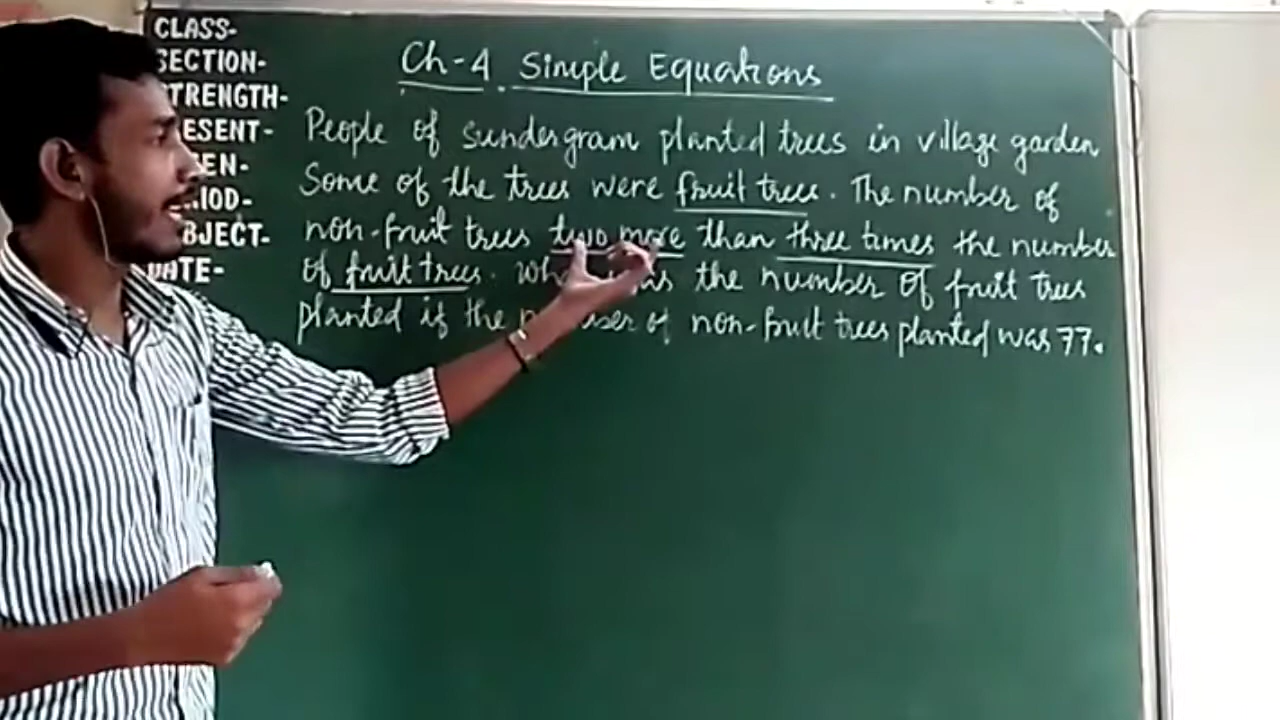 CLASS-
SECTION-
TRENGTH-
ESENT-
EN-
IOD-
BJECT-
DATE-
Ch-4 Simple Equations
People of Sundergram planted trees in village garden
Some of the trees were fruit trees. The number of
non-fruit trees two more than three times the number
of fruit trees. the number of fruit trees
planted if the of non-fruit trees planted was 77.